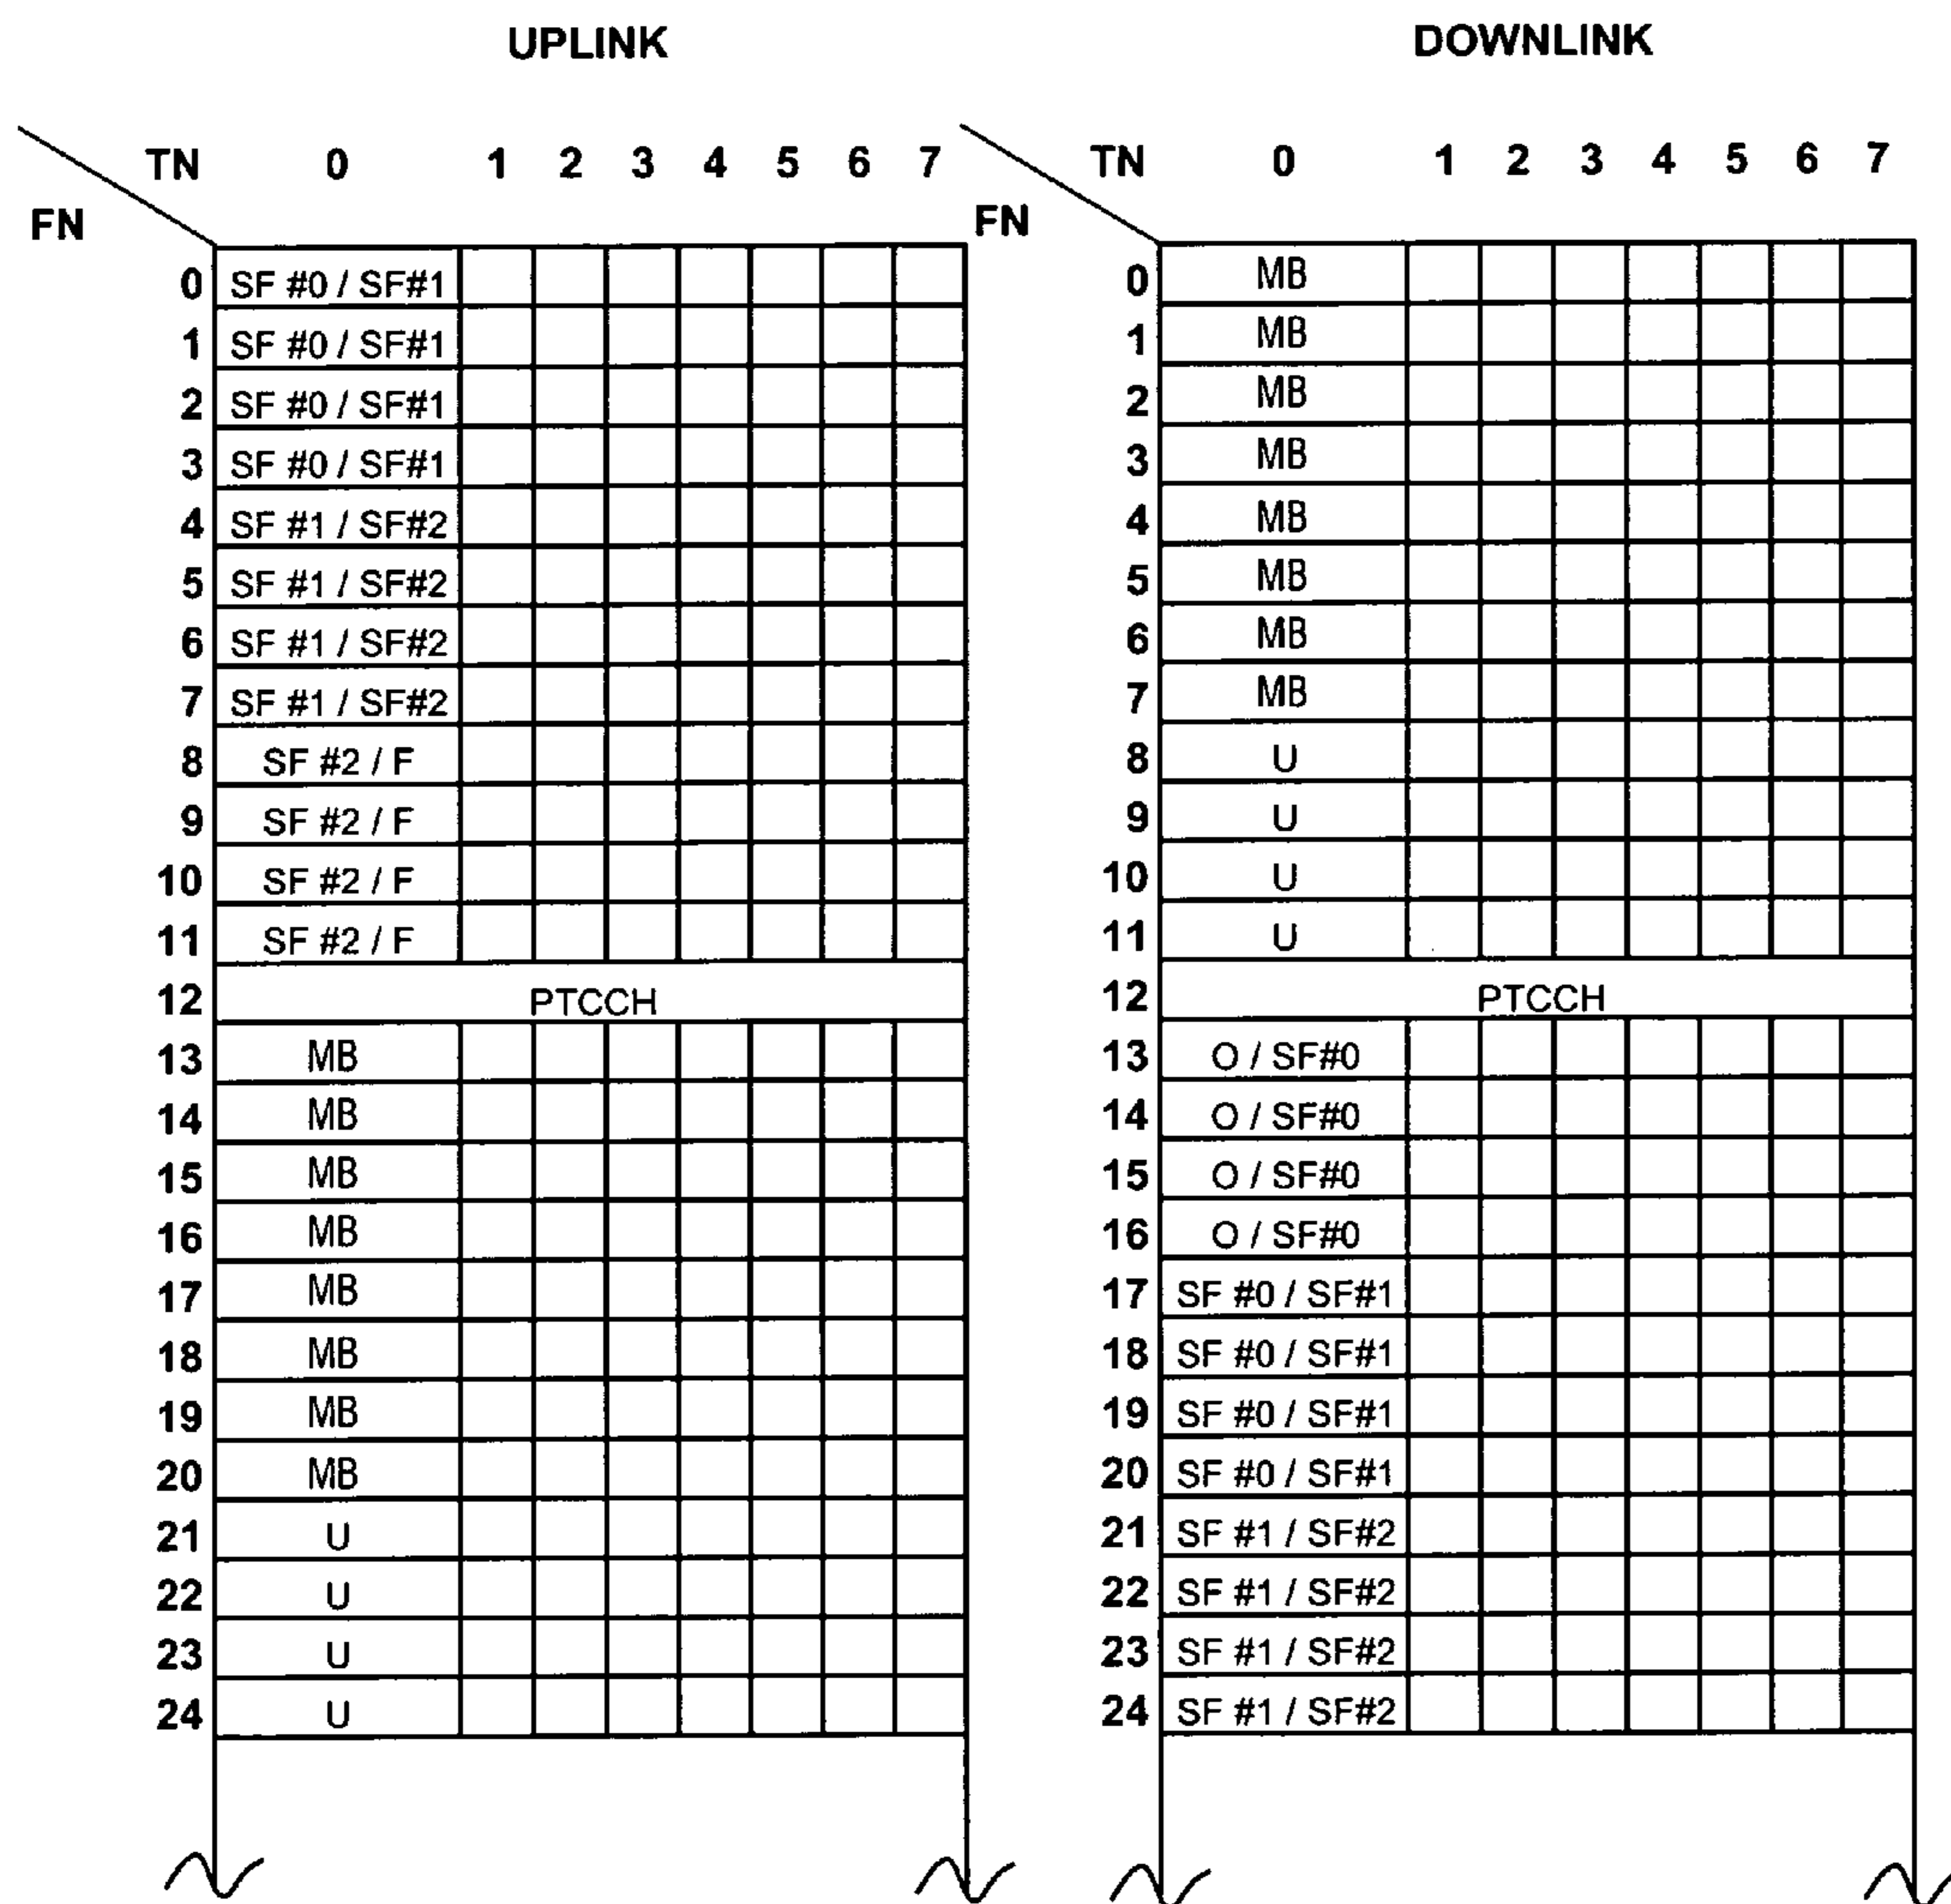 UPLINK
TN 0 1 2 3 4 5 6 7
FN
0 SF #0 / SF#1
1 SF #0 / SF#1
2 SF #0 / SF#1
3 SF #0 / SF#1
4 SF #1 / SF#2
5 SF #1 / SF#2
6 SF #1 / SF#2
7 SF #1 / SF#2
8 SF #2 / F
9 SF #2 / F
10 SF #2 / F
11 SF #2 / F
12 PTCCH
13 MB
14 MB
15 MB
16 MB
17 MB
18 MB
19 MB
20 MB
21 U
22 U
23 U
24 U
DOWNLINK
TN 0 1 2 3 4 5 6 7
FN
0 MB
1 MB
2 MB
3 MB
4 MB
5 MB
6 MB
7 MB
8 U
9 U
10 U
11 U
12 PTCCH
13 O / SF#0
14 O / SF#0
15 O / SF#0
16 O / SF#0
17 SF #0 / SF#1
18 SF #0 / SF#1
19 SF #0 / SF#1
20 SF #0 / SF#1
21 SF #1 / SF#2
22 SF #1 / SF#2
23 SF #1 / SF#2
24 SF #1 / SF#2